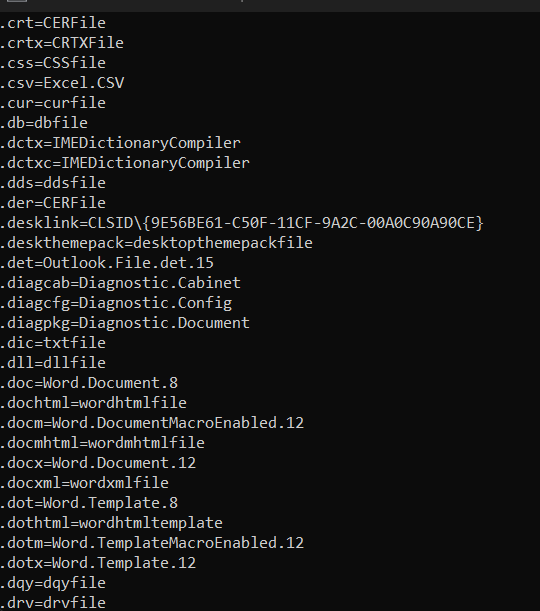 .crt=CERFile
.crtx=CRTXFile
.css=CSSfile
.csv=Excel.CSV
.cur=curfile
.db=dbfile
.dctx=IMEDictionaryCompiler
.dctxc=IMEDictionaryCompiler
.dds=ddsfile
.der=CERFile
.desklink=CLSID\{9E56BE61-C50F-11CF-9A2C-00A0C90A90CE}
.deskthemepack=desktopthemepackfile
.det=Outlook.File.det.15
.diagcab=Diagnostic.Cabinet
.diagcfg=Diagnostic.Config
.diagpkg=Diagnostic.Document
.dic=txtfile
.dll=dllfile
.doc=Word.Document.8
.dochtml=wordhtmlfile
.docm=Word.DocumentMacroEnabled.12
.docmhtml=wordmhtmlfile
.docx=Word.Document.12
.docxml=wordxmlfile
.dot=Word.Template.8
.dothtml=wordhtmltemplate
.dotm=Word.TemplateMacroEnabled.12
.dotx=Word.Template.12
.dqy=dqyfile
.drv=drvfile